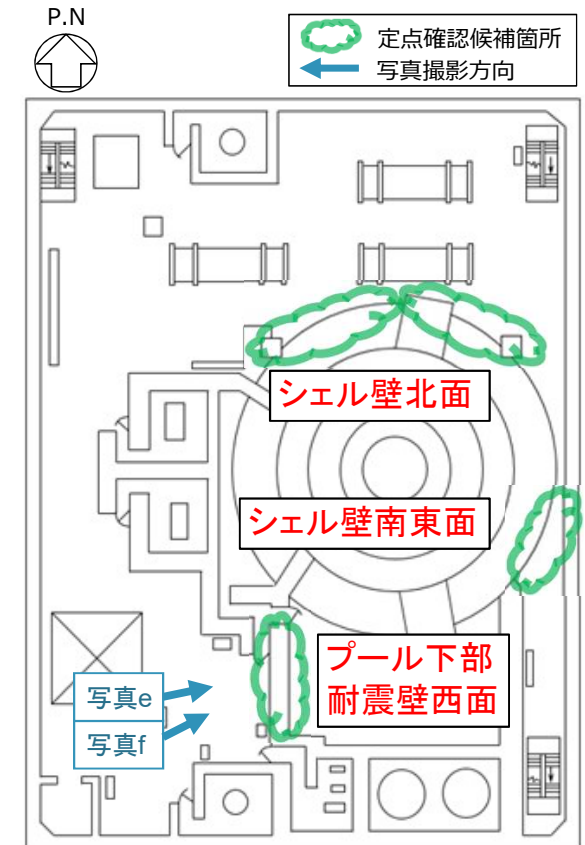 P.N
定点確認候補箇所
写真撮影方向
シェル壁北面
シェル壁南東面
プール下部
耐震壁西面
写真e
写真f